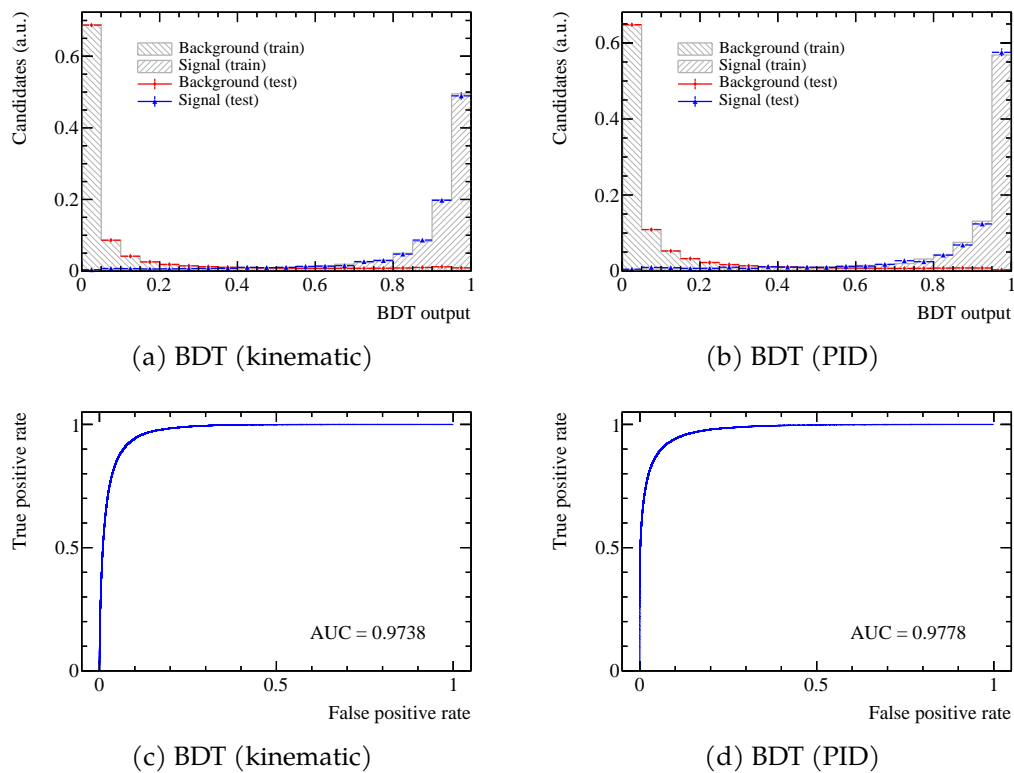 Candidates (a.u.)
0.6
0.4
0.2
0
Background (train)
Signal (train)
Background (test)
Signal (test)
0 0.2 0.4 0.6 0.8 1
BDT output
(a) BDT (kinematic)
Candidates (a.u.)
0.6
0.4
0.2
0
Background (train)
Signal (train)
Background (test)
Signal (test)
0 0.2 0.4 0.6 0.8 1
BDT output
(b) BDT (PID)
True positive rate
1
0.5
0
AUC = 0.9738
0 0.5 1
False positive rate
(c) BDT (kinematic)
True positive rate
1
0.5
0
AUC = 0.9778
0 0.5 1
False positive rate
(d) BDT (PID)